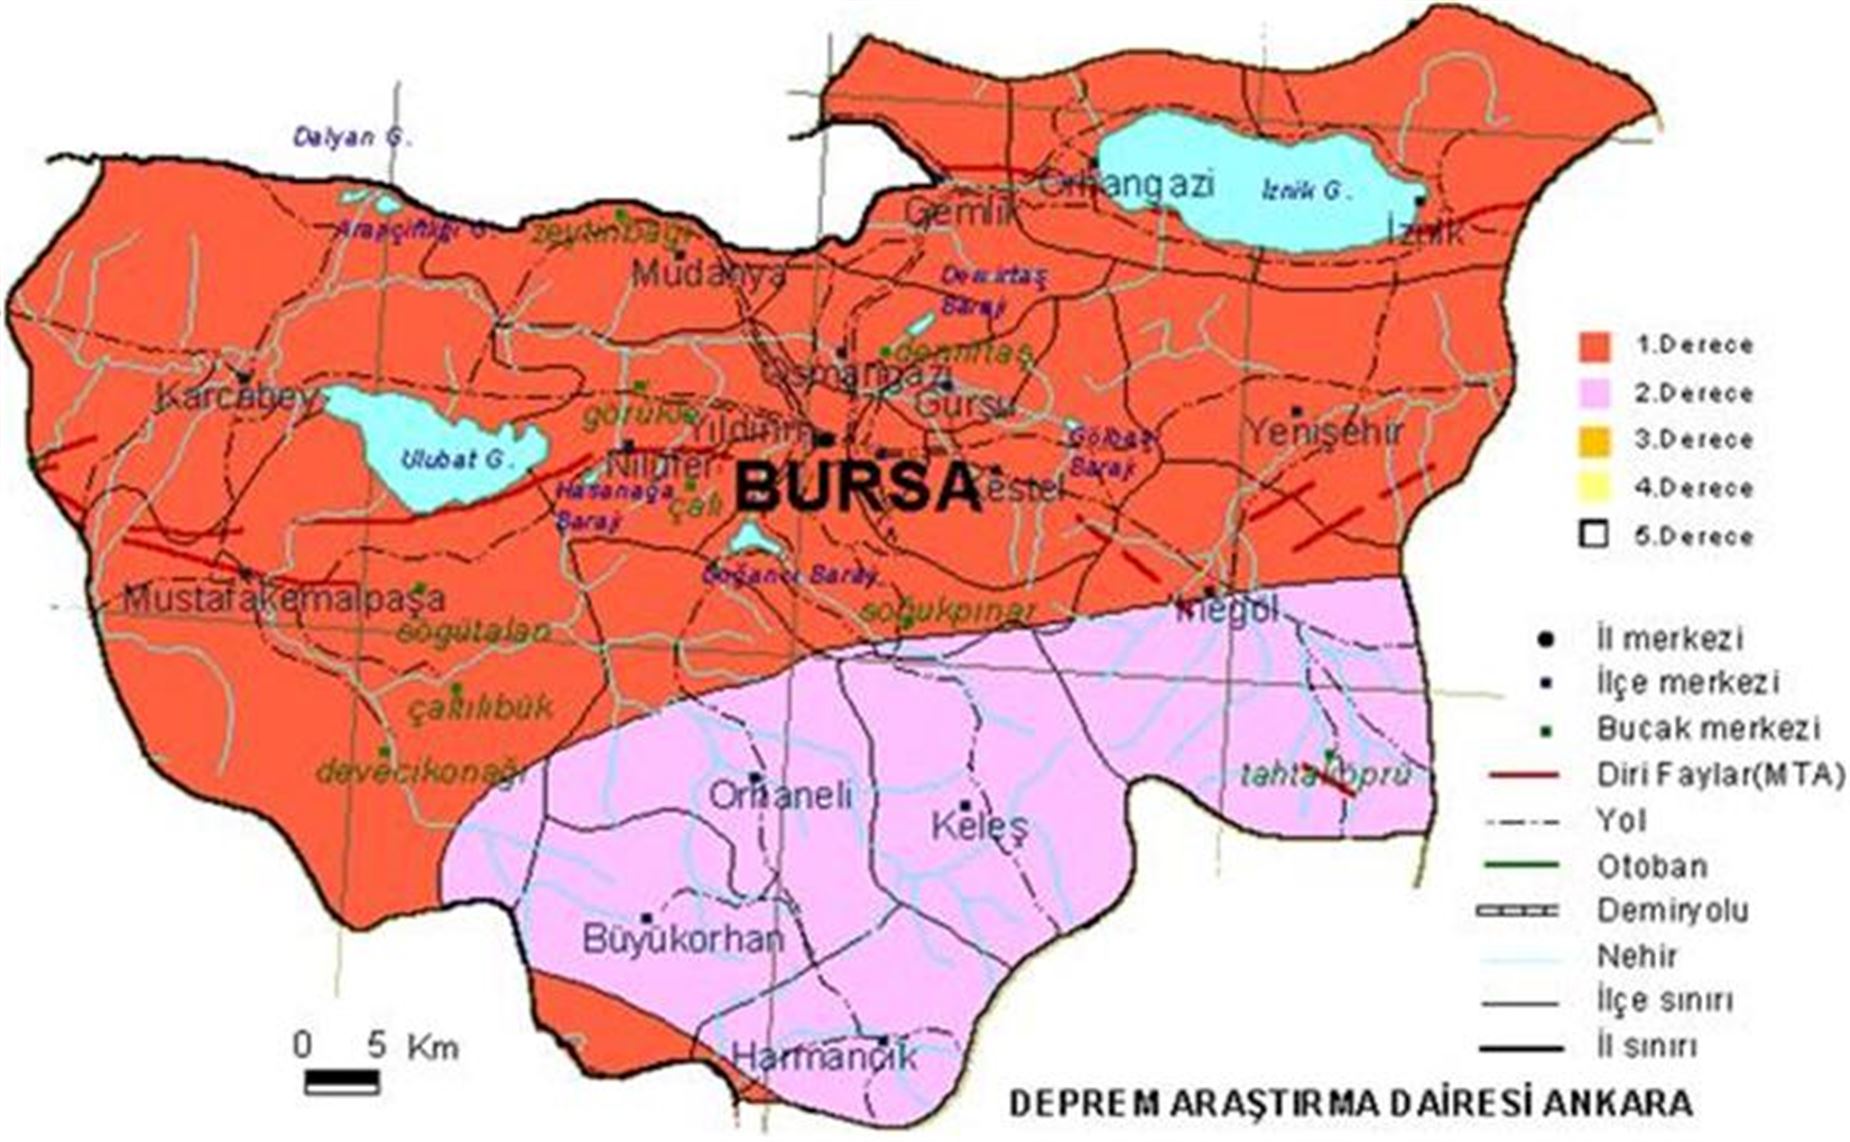 Dalyan G.
Arapçiftliği G.
zeytinbağı
Mudanya
Gemlik
Orhangazi
İznik G.
İznik
Demirtaş
Barajı
demirtaş
Osmangazi
Gürsu
Karcabey
Ulubat G.
görükle
Yıldırım
Nilüfer
Hasanağa
Barajı
çalı
BURSA
Kestel
Gölbaşı
Barajı
Yenişehir
Doğancı Barajı
Mustafakemalpaşa
söğütalan
soğukpınar
İnegöl
çaltılıbük
devecikonağı
Orhaneli
Keleş
tahtaköprü
Büyükorhan
Harmancık
0 5 Km
1.Derece
2.Derece
3.Derece
4.Derece
5.Derece
İl merkezi
İlçe merkezi
Bucak merkezi
Diri Faylar(MTA)
Yol
Otoban
Demiryolu
Nehir
İlçe sınırı
İl sınırı
DEPREM ARAŞTIRMA DAİRESİ ANKARA